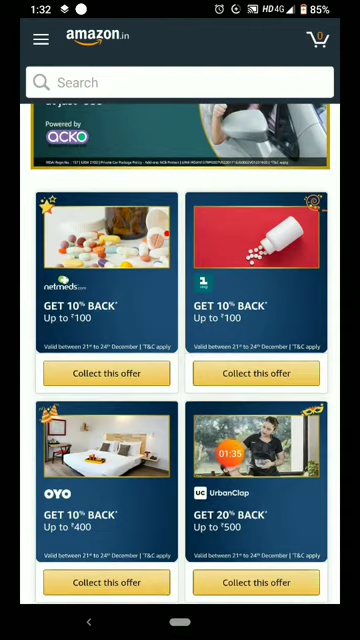 1:32
HD 4G
85%
amazon.in
0
Search
Powered by
acko
netmeds.com
GET 10% BACK*
Up to ₹100
Valid between 21st to 24th December | *T&C apply
Collect this offer
1
mg
GET 10% BACK*
Up to ₹100
Valid between 21st to 24th December | *T&C apply
Collect this offer
OYO
GET 10% BACK*
Up to ₹400
Valid between 21st to 24th December | *T&C apply
Collect this offer
01:35
UC UrbanClap
GET 20% BACK*
Up to ₹500
Valid between 21st to 24th December | *T&C apply
Collect this offer